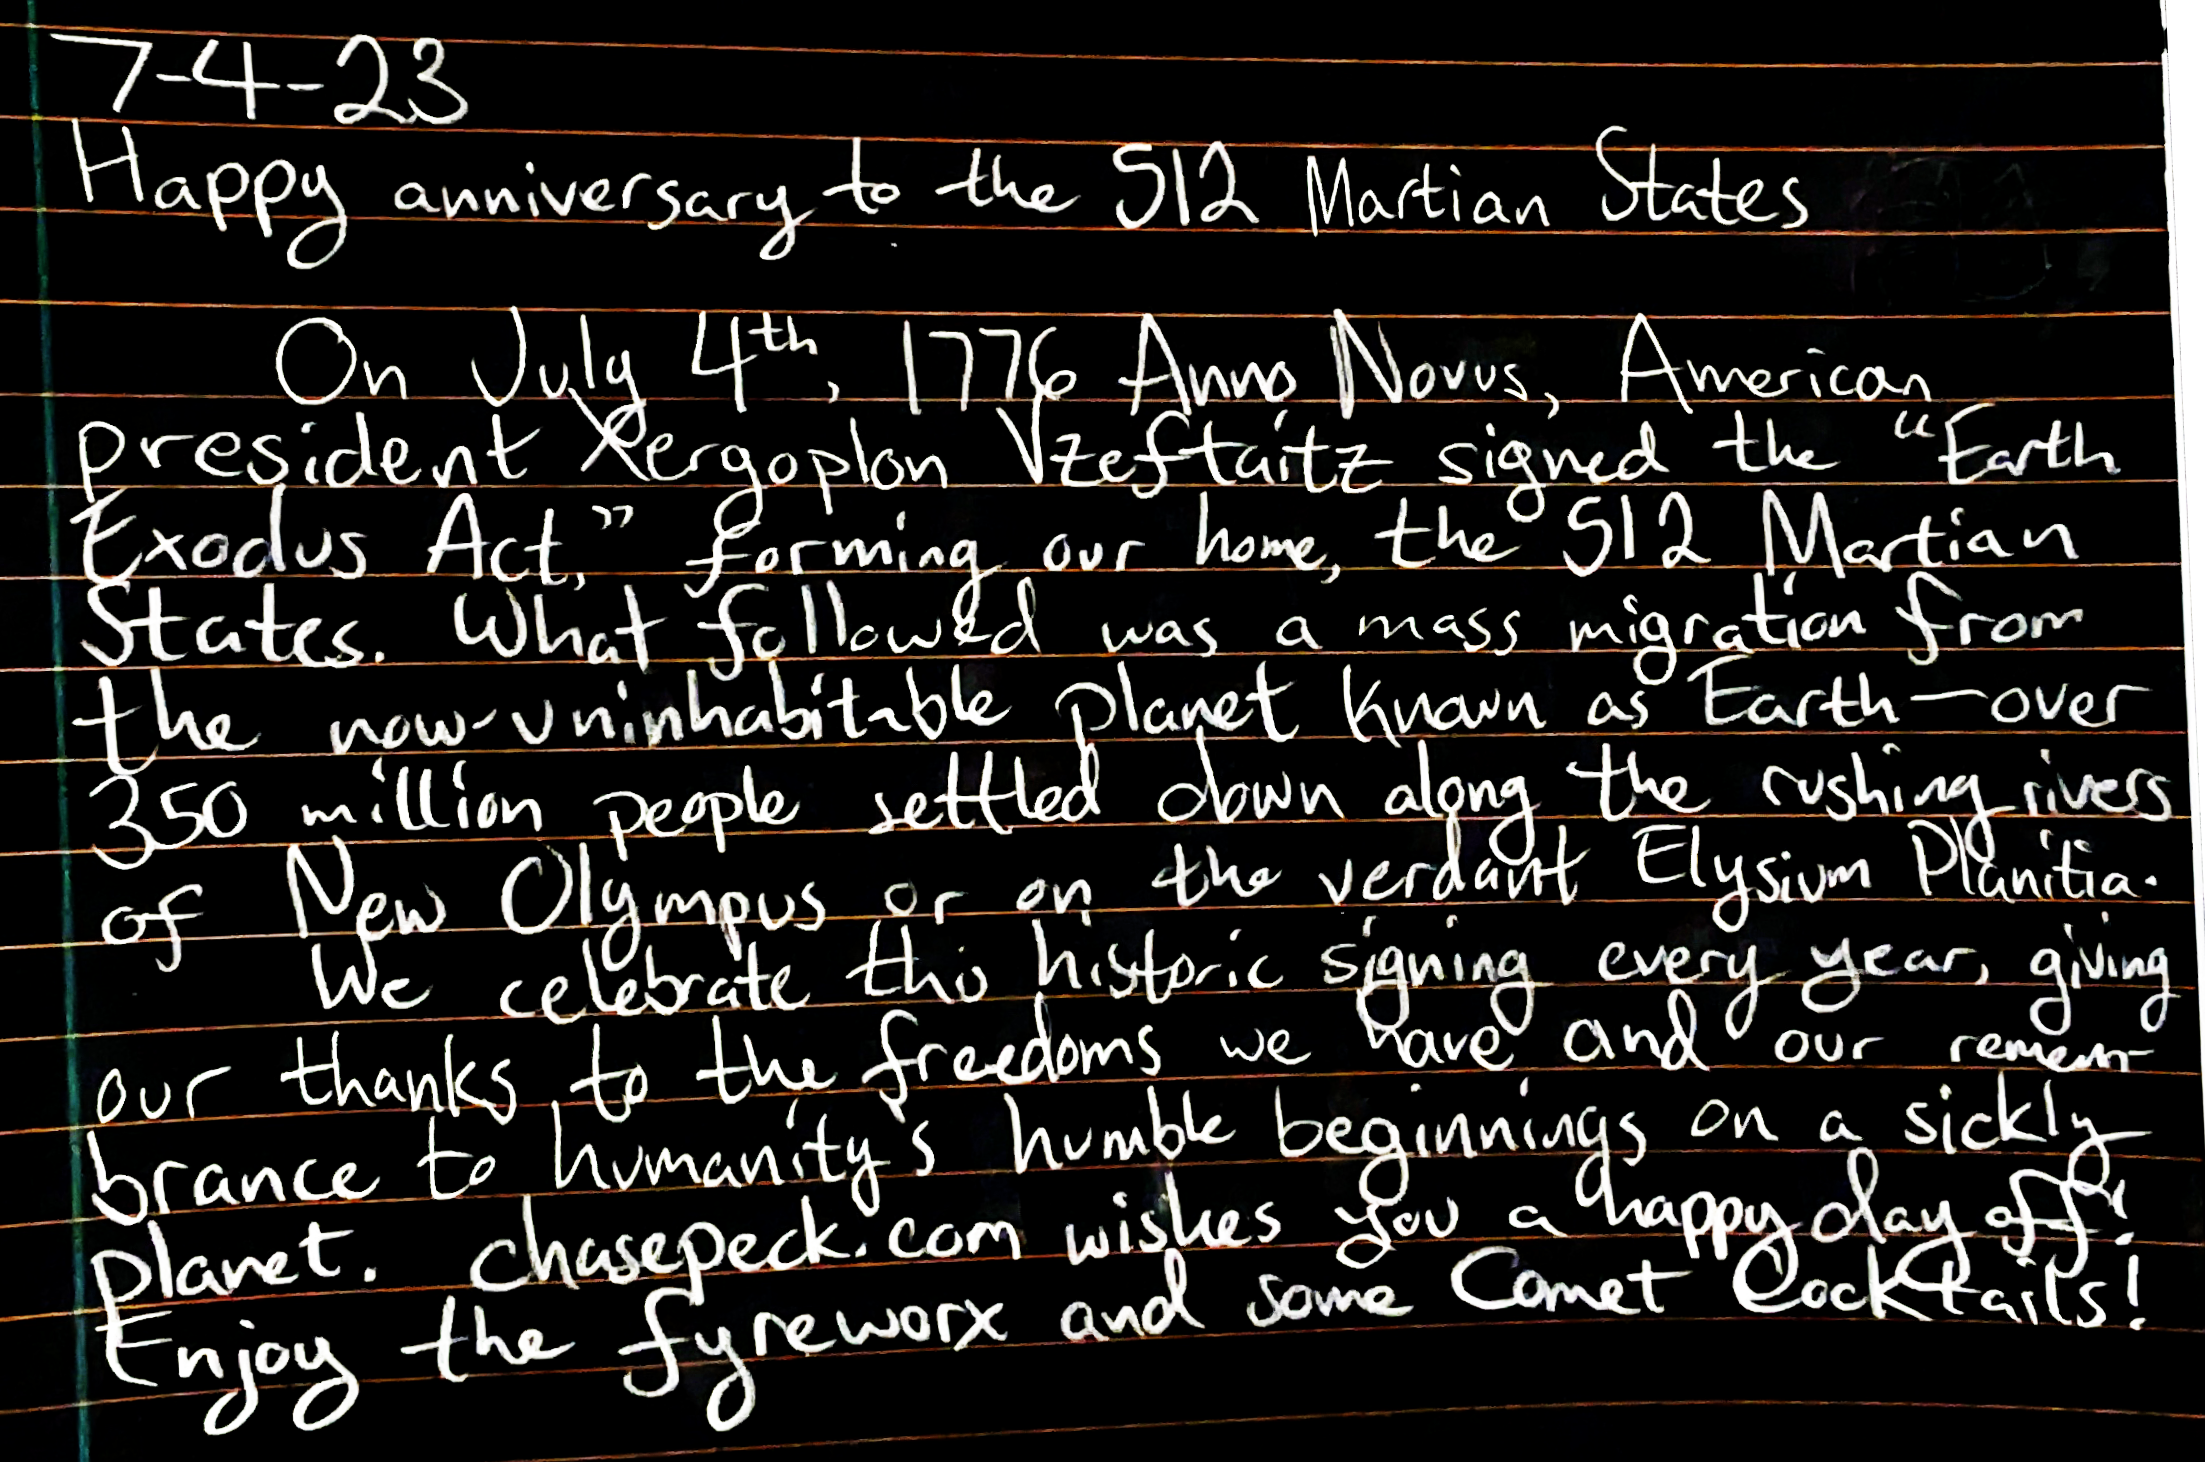 7-4-23
Happy anniversary to the 512 Martian States
On July 4th, 1776 Anno Novus, American
president Xergoplon Vzeftaitz signed the “Earth
Exodus Act,” forming our home, the 512 Martian
States. What followed was a mass migration from
the now-uninhabitable planet known as Earth—over
350 million people settled down along the rushing rivers
of New Olympus or on the verdant Elysium Planitia.
We celebrate this historic signing every year, giving
our thanks to the freedoms we have and our remem-
brance to humanity's humble beginnings on a sickly
planet. chasepeck.com wishes you a happy day off!
Enjoy the fyreworx and some Comet Cocktails!